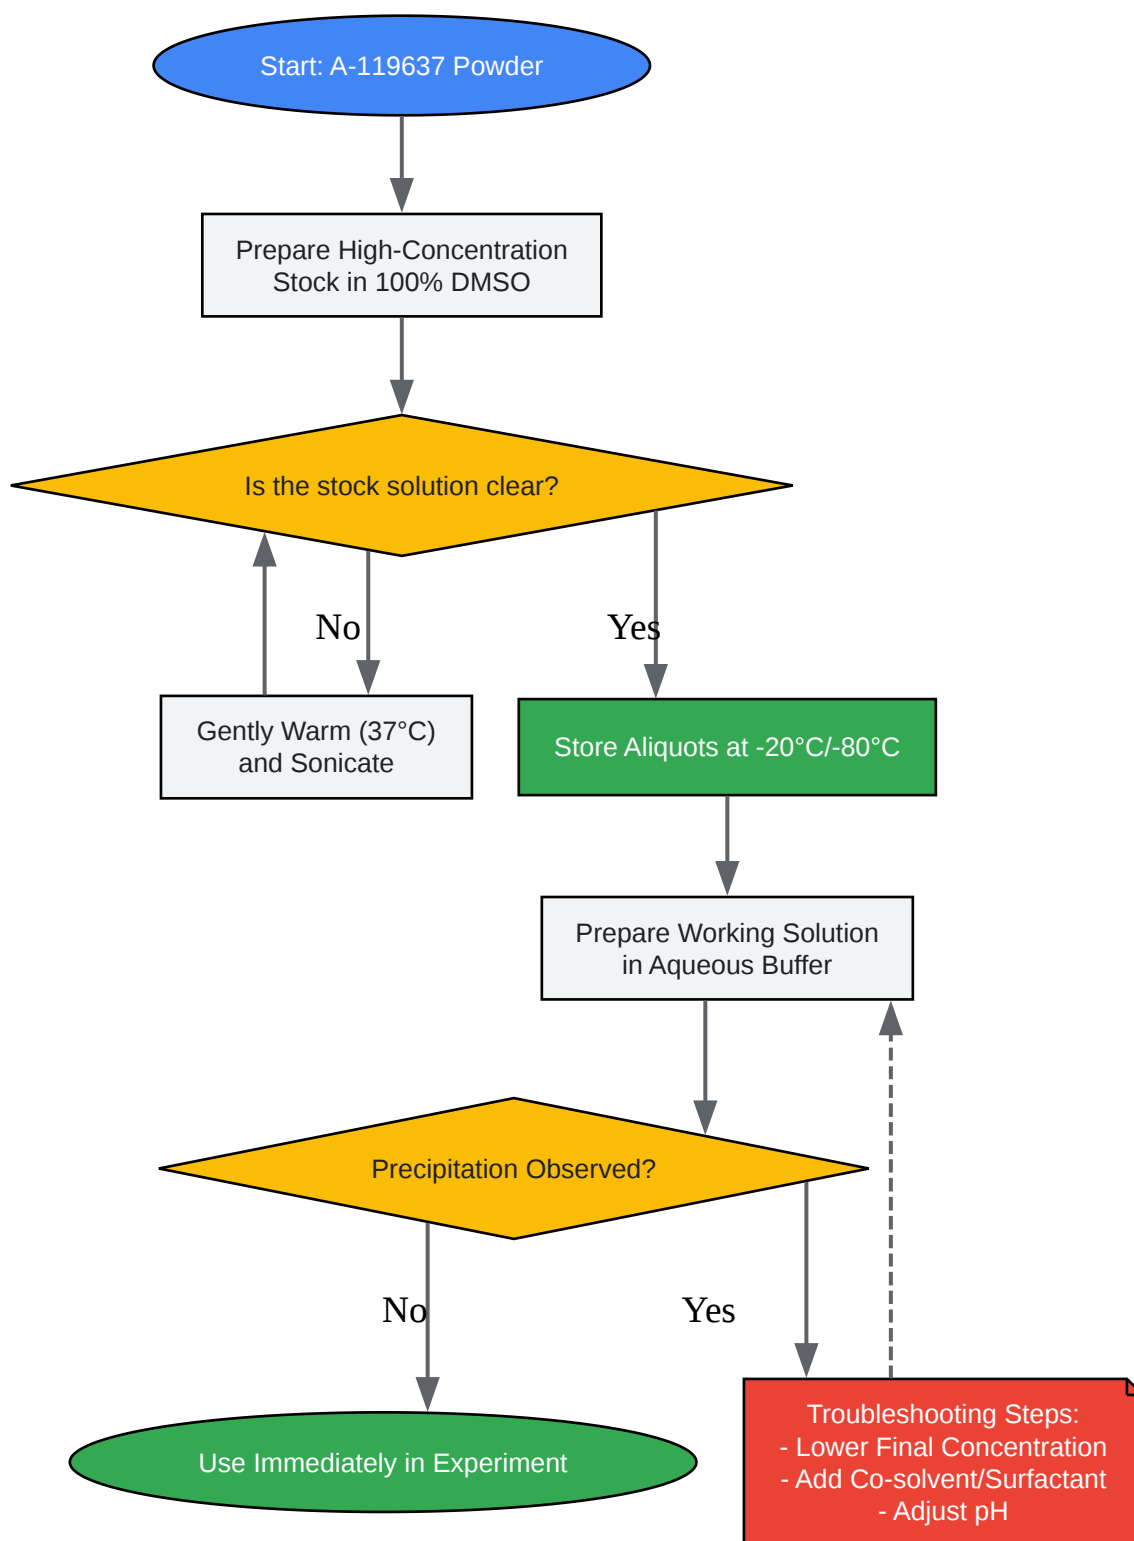 Start: A-119637 Powder
Prepare High-Concentration
Stock in 100% DMSO
Is the stock solution clear?
No
Yes
Gently Warm (37°C)
and Sonicate
Store Aliquots at -20°C/-80°C
Prepare Working Solution
in Aqueous Buffer
Precipitation Observed?
No
Yes
Use Immediately in Experiment
Troubleshooting Steps:
- Lower Final Concentration
- Add Co-solvent/Surfactant
- Adjust pH